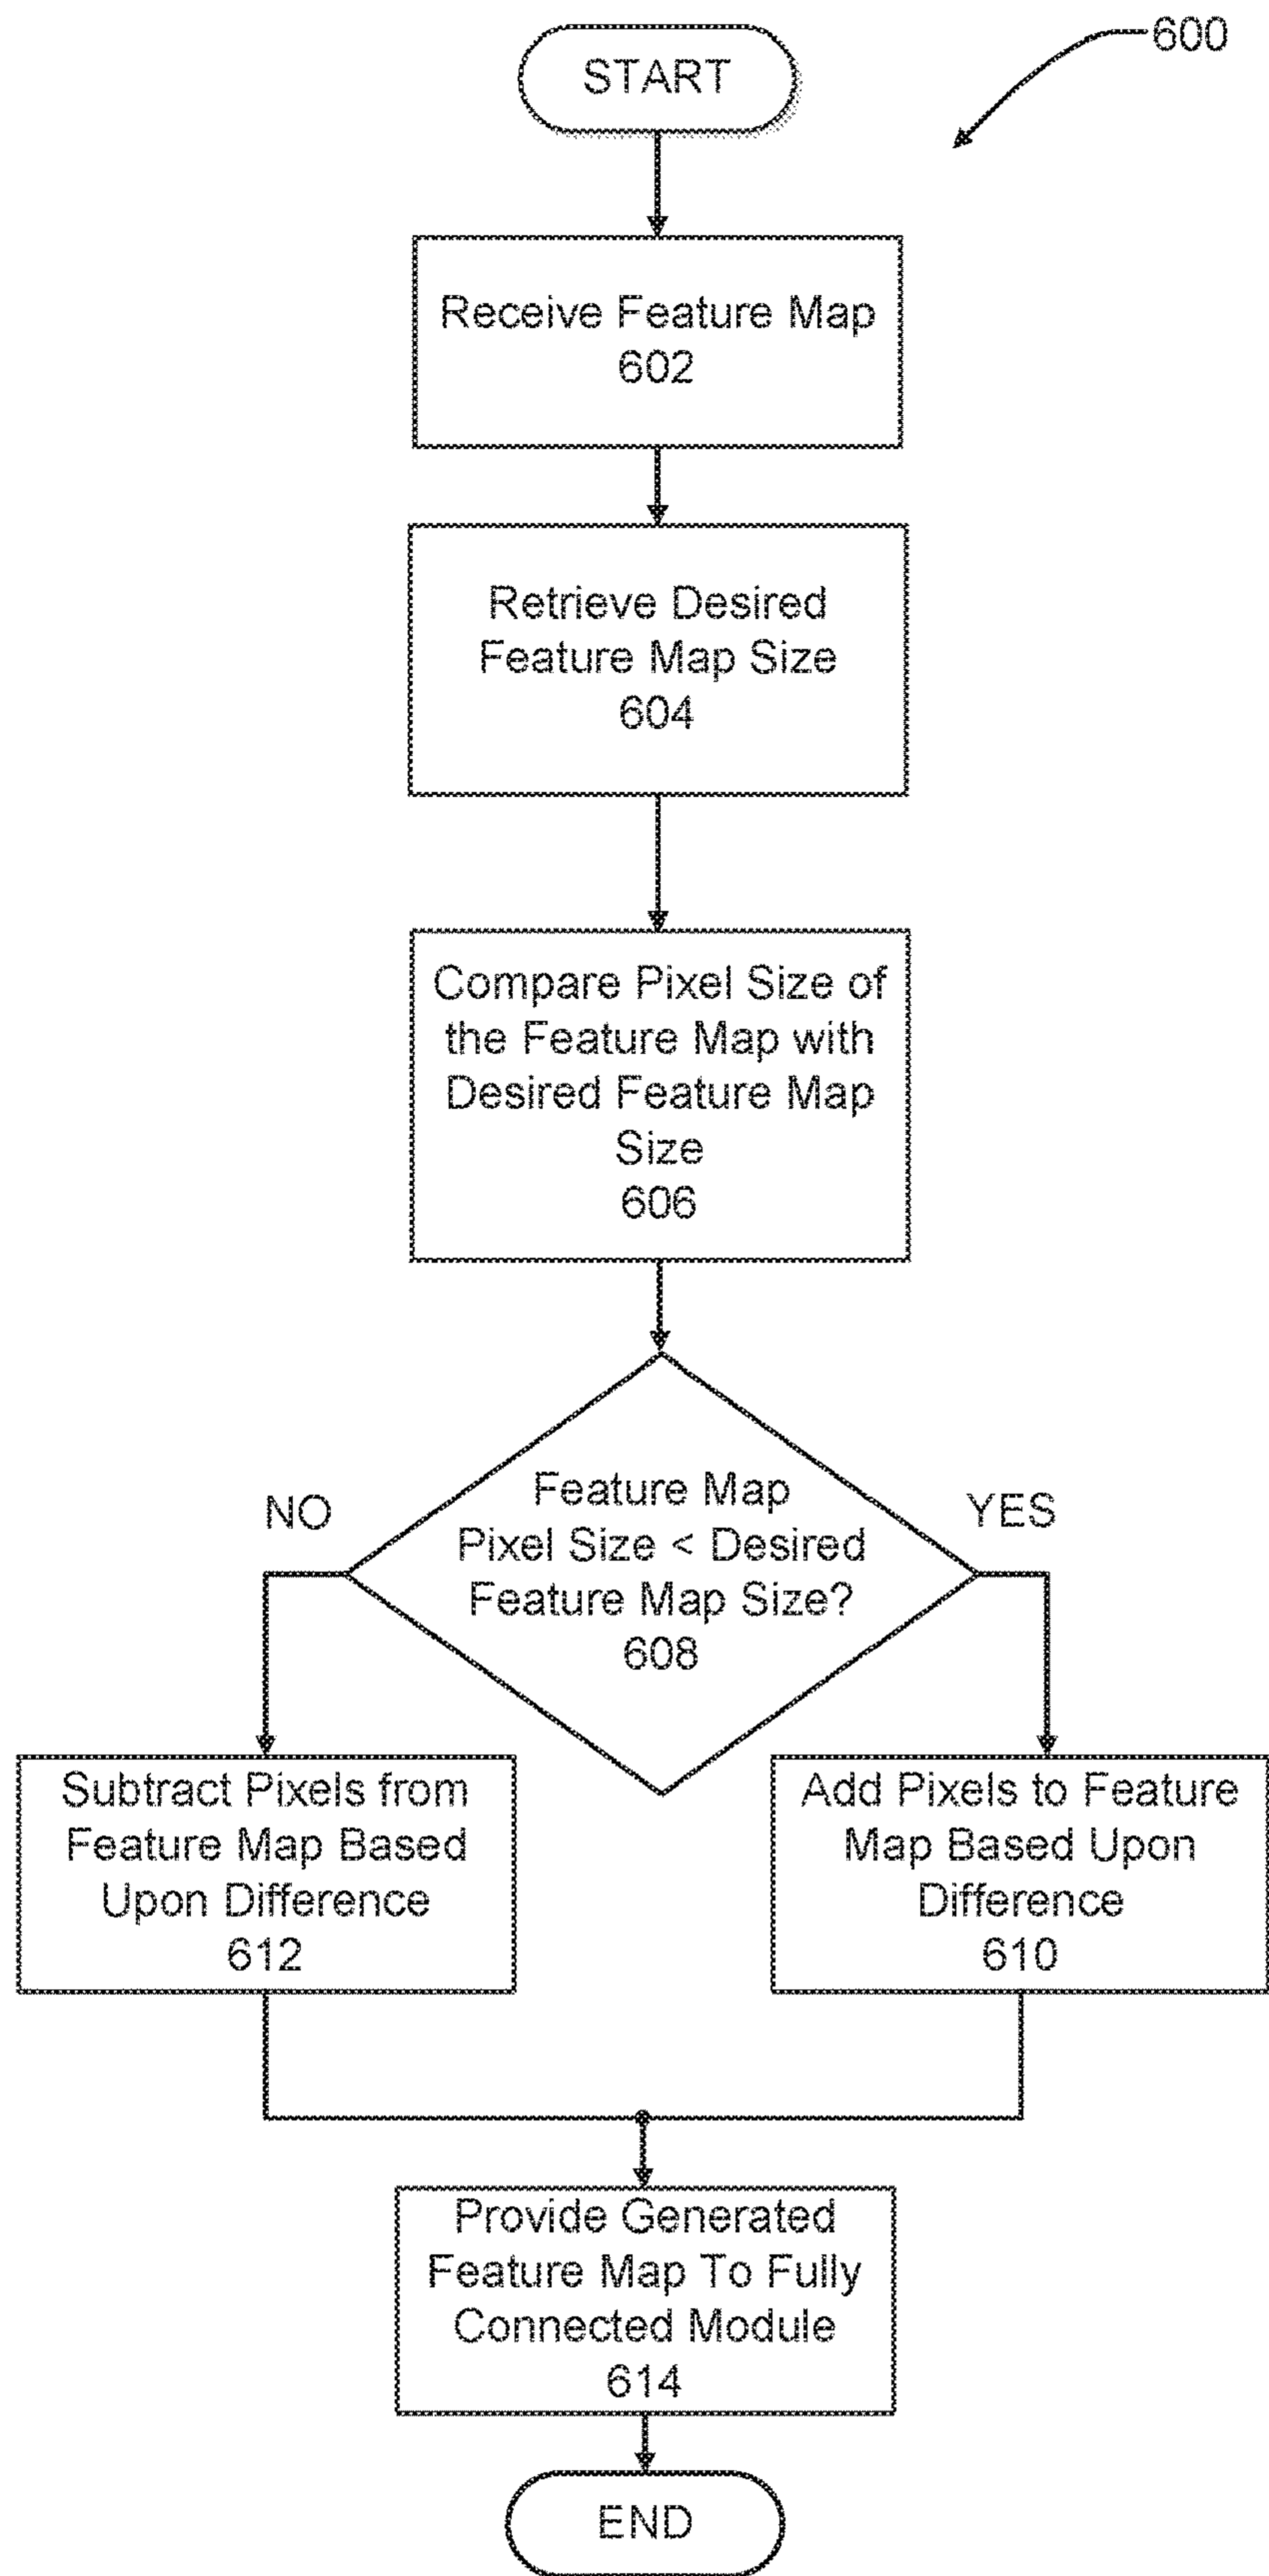 START
600
Receive Feature Map
602
Retrieve Desired
Feature Map Size
604
Compare Pixel Size of
the Feature Map with
Desired Feature Map
Size
606
Feature Map
Pixel Size < Desired
Feature Map Size?
608
NO
YES
Subtract Pixels from
Feature Map Based
Upon Difference
612
Add Pixels to Feature
Map Based Upon
Difference
610
Provide Generated
Feature Map To Fully
Connected Module
614
END